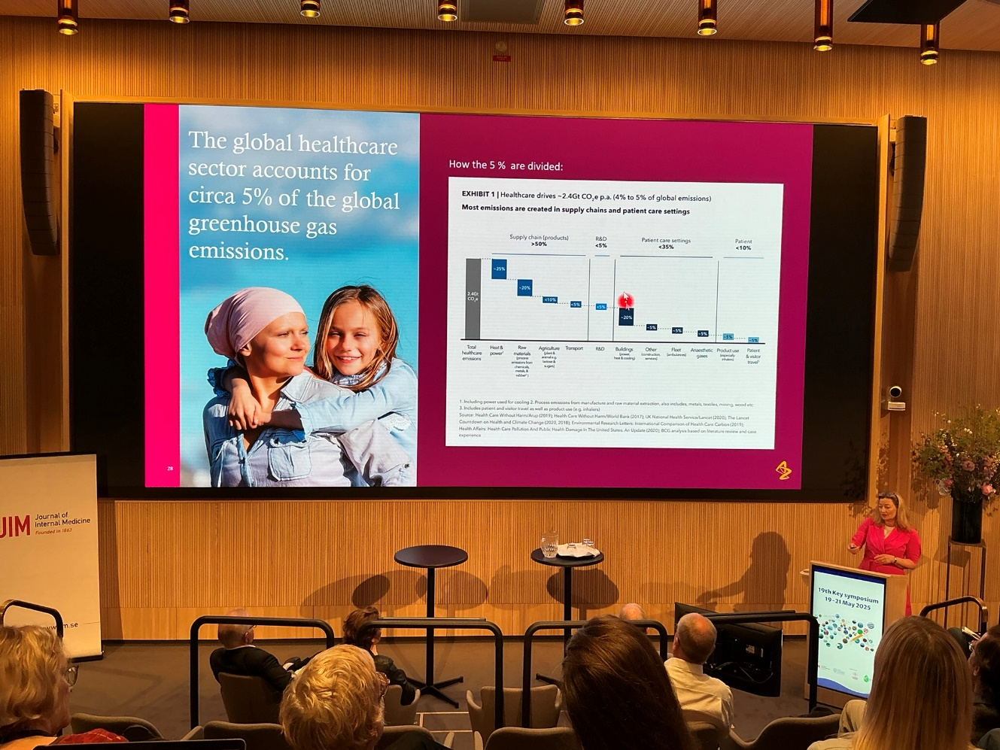 The global healthcare
sector accounts for
circa 5% of the global
greenhouse gas
emissions.
28
How the 5 % are divided:
EXHIBIT 1 | Healthcare drives ~2.4Gt CO₂e p.a. (4% to 5% of global emissions)
Most emissions are created in supply chains and patient care settings
Supply chain (products)
>50%
R&D
<5%
Patient care settings
<35%
Patient
<10%
2.4Gt
CO₂e
~25%
~20%
<10%
<5%
<5%
~20%
~5%
~5%
~5%
~5%
~5%
Total
healthcare
emissions
Heat &
power¹
Raw
materials
(process
emissions from
chemicals,
metals, &
rubber²)
Agriculture
(plant &
animal e.g.
lactose &
sugars)
Transport
R&D
Buildings
(power,
heat & cooling)
Other
(construction,
services)
Fleet
(ambulances)
Anaesthetic
gases
Product use
(especially
inhalers)
Patient
& visitor
travel³
1. Including power used for cooling 2. Process emissions from manufacture and raw material extraction, also includes, metals, textiles, mining, wood etc
3. Includes patient and visitor travel as well as product use (e.g. inhalers)
Source: Health Care Without Harm/Arup (2019); Health Care Without Harm/World Bank (2017); UK National Health Service/Lancet (2020); The Lancet
Countdown on Health and Climate Change (2020, 2018); Environmental Research Letters: International Comparison of Health Care Carbon (2019);
Health Affairs: Health Care Pollution And Public Health Damage In The United States: An Update (2020); BCG analysis based on literature review and case
experience
JIM
Journal of
Internal Medicine
Founded in 1863
19th Key symposium
19-21 May 2025